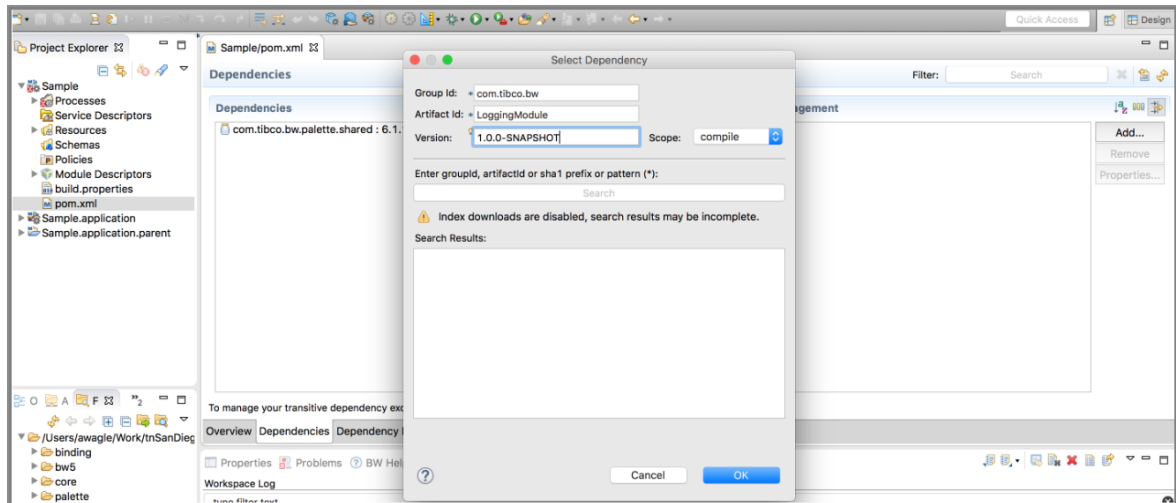 Quick Access
Design
Project Explorer
Sample
Processes
Service Descriptors
Resources
Schemas
Policies
Module Descriptors
build.properties
pom.xml
Sample.application
Sample.application.parent
Sample/pom.xml
Dependencies
Filter:
Search
Dependencies
com.tibco.bw.palette.shared : 6.1.
agement
Add...
Remove
Properties...
Select Dependency
Group Id: * com.tibco.bw
Artifact Id: * LoggingModule
Version: 1.0.0-SNAPSHOT Scope: compile
Enter groupId, artifactId or sha1 prefix or pattern (*):
Search
Index downloads are disabled, search results may be incomplete.
Search Results:
Cancel
OK
To manage your transitive dependency exc
Overview Dependencies Dependency
Properties Problems BW Hel
Workspace Log
type filter text
O A F »2
/Users/awagle/Work/tnSanDieg
binding
bw5
core
palette